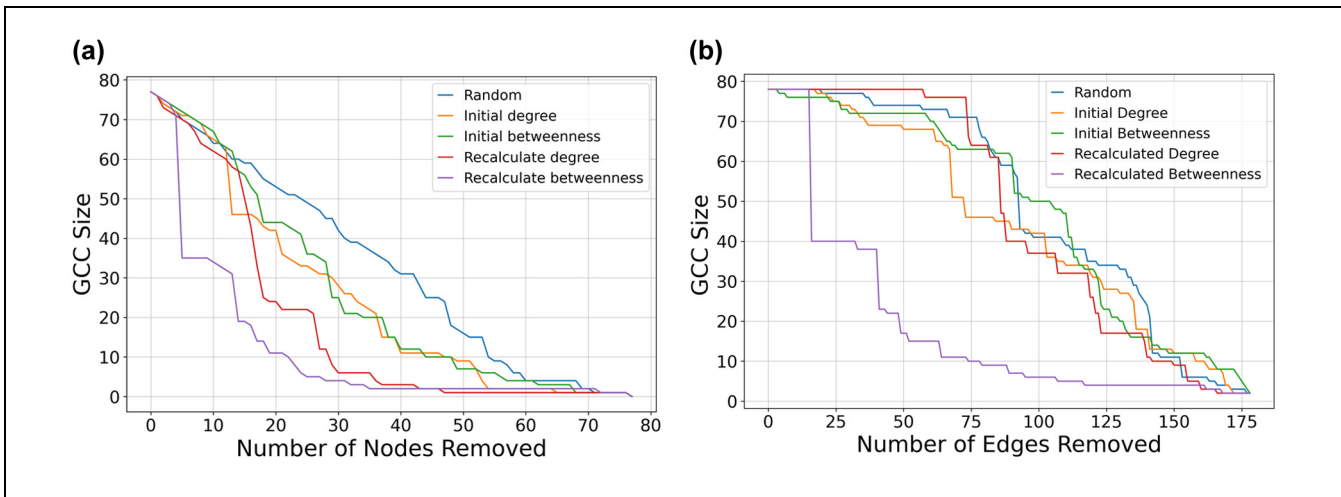 (a)
80
70
60
50
40
30
20
10
0
GCC Size
0 10 20 30 40 50 60 70 80
Number of Nodes Removed
Random
Initial degree
Initial betweenness
Recalculate degree
Recalculate betweenness
(b)
80
70
60
50
40
30
20
10
0
GCC Size
0 25 50 75 100 125 150 175
Number of Edges Removed
Random
Initial Degree
Initial Betweenness
Recalculated Degree
Recalculated Betweenness